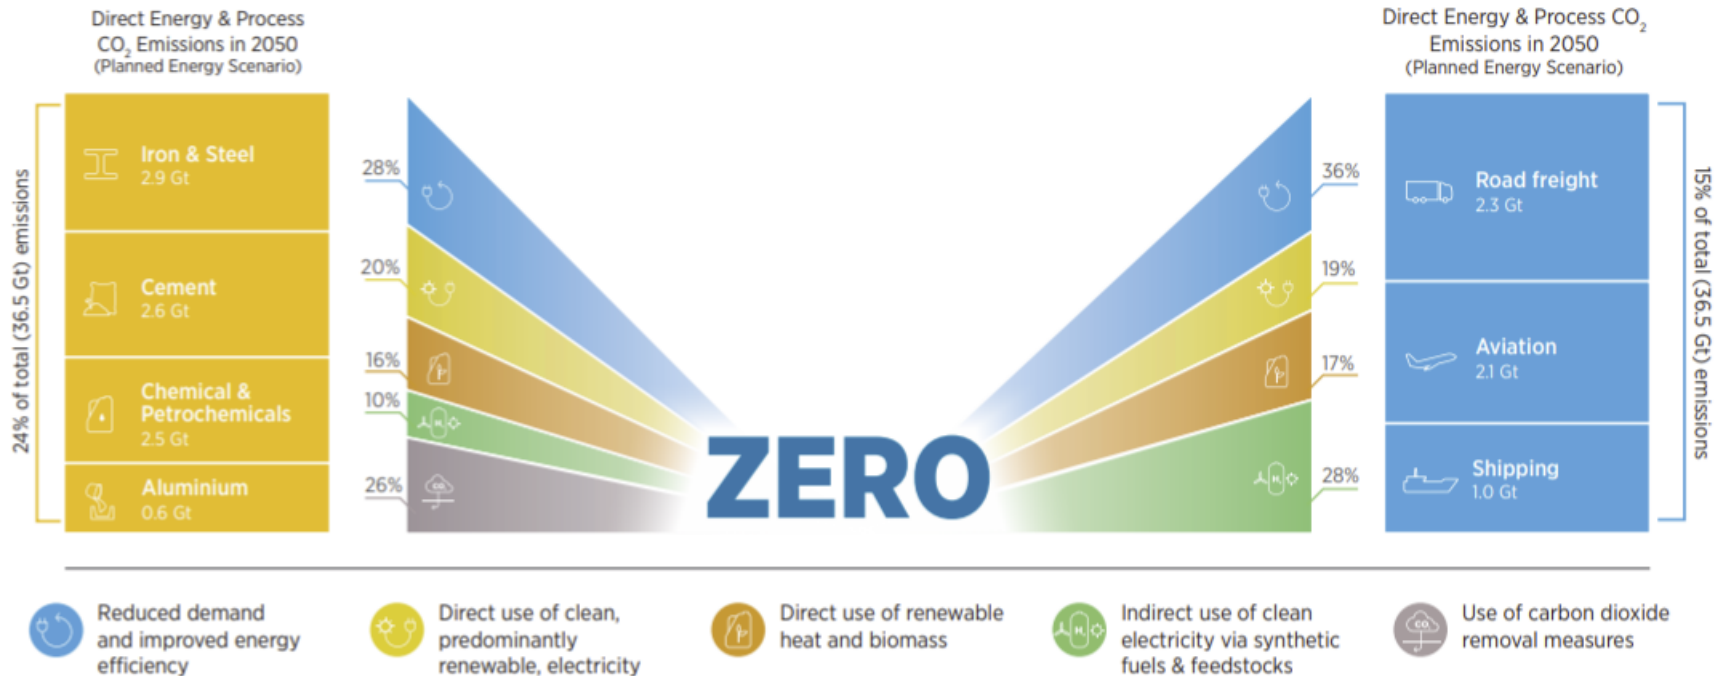 Direct Energy & Process
CO₂ Emissions in 2050
(Planned Energy Scenario)
24% of total (36.5 Gt) emissions
Iron & Steel
2.9 Gt
Cement
2.6 Gt
Chemical &
Petrochemicals
2.5 Gt
Aluminium
0.6 Gt
28%
20%
16%
10%
26%
H₂
CO₂
ZERO
36%
19%
17%
28%
H₂
Direct Energy & Process CO₂
Emissions in 2050
(Planned Energy Scenario)
Road freight
2.3 Gt
Aviation
2.1 Gt
Shipping
1.0 Gt
15% of total (36.5 Gt) emissions
Reduced demand
and improved energy
efficiency
Direct use of clean,
predominantly
renewable, electricity
Direct use of renewable
heat and biomass
H₂
Indirect use of clean
electricity via synthetic
fuels & feedstocks
CO₂
Use of carbon dioxide
removal measures